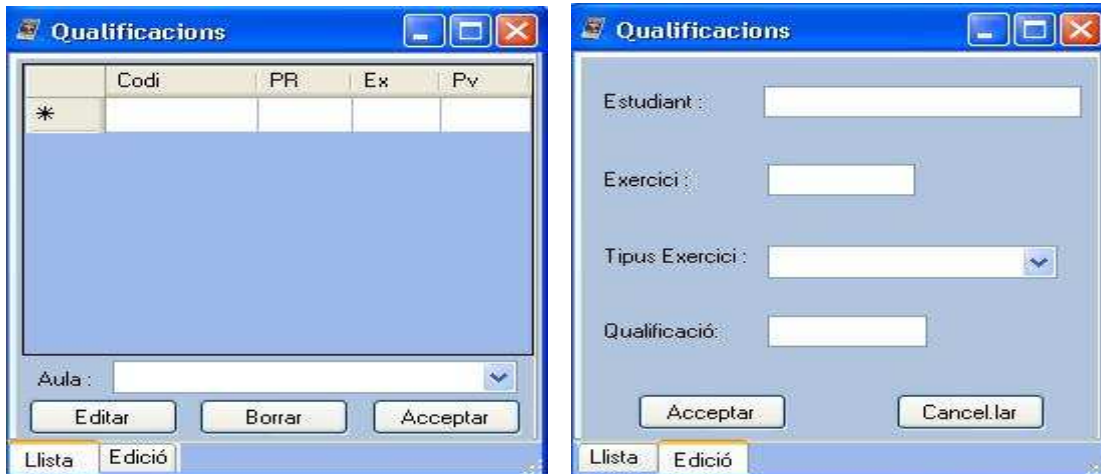 Qualificacions
Codi PR Ex Pv
Aula :
Editar Borrar Acceptar
Llista Edició
Qualificacions
Estudiant :
Exercici :
Tipus Exercici :
Qualificació:
Acceptar Cancel.lar
Llista Edició